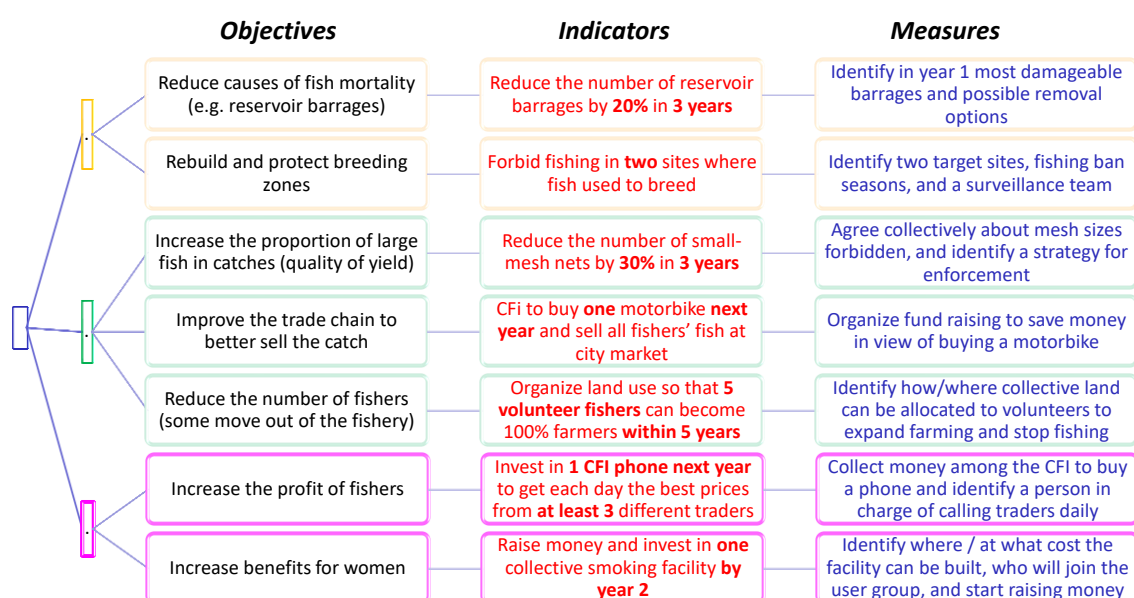 Objectives
Indicators
Measures
Reduce causes of fish mortality
(e.g. reservoir barrages)
Reduce the number of reservoir
barrages by 20% in 3 years
Identify in year 1 most damageable
barrages and possible removal
options
Rebuild and protect breeding
zones
Forbid fishing in two sites where
fish used to breed
Identify two target sites, fishing ban
seasons, and a surveillance team
Increase the proportion of large
fish in catches (quality of yield)
Reduce the number of small-
mesh nets by 30% in 3 years
Agree collectively about mesh sizes
forbidden, and identify a strategy for
enforcement
Improve the trade chain to
better sell the catch
CFi to buy one motorbike next
year and sell all fishers' fish at
city market
Organize fund raising to save money
in view of buying a motorbike
Reduce the number of fishers
(some move out of the fishery)
Organize land use so that 5
volunteer fishers can become
100% farmers within 5 years
Identify how/where collective land
can be allocated to volunteers to
expand farming and stop fishing
Increase the profit of fishers
Invest in 1 CFI phone next year
to get each day the best prices
from at least 3 different traders
Collect money among the CFI to buy
a phone and identify a person in
charge of calling traders daily
Increase benefits for women
Raise money and invest in one
collective smoking facility by
year 2
Identify where / at what cost the
facility can be built, who will join the
user group, and start raising money